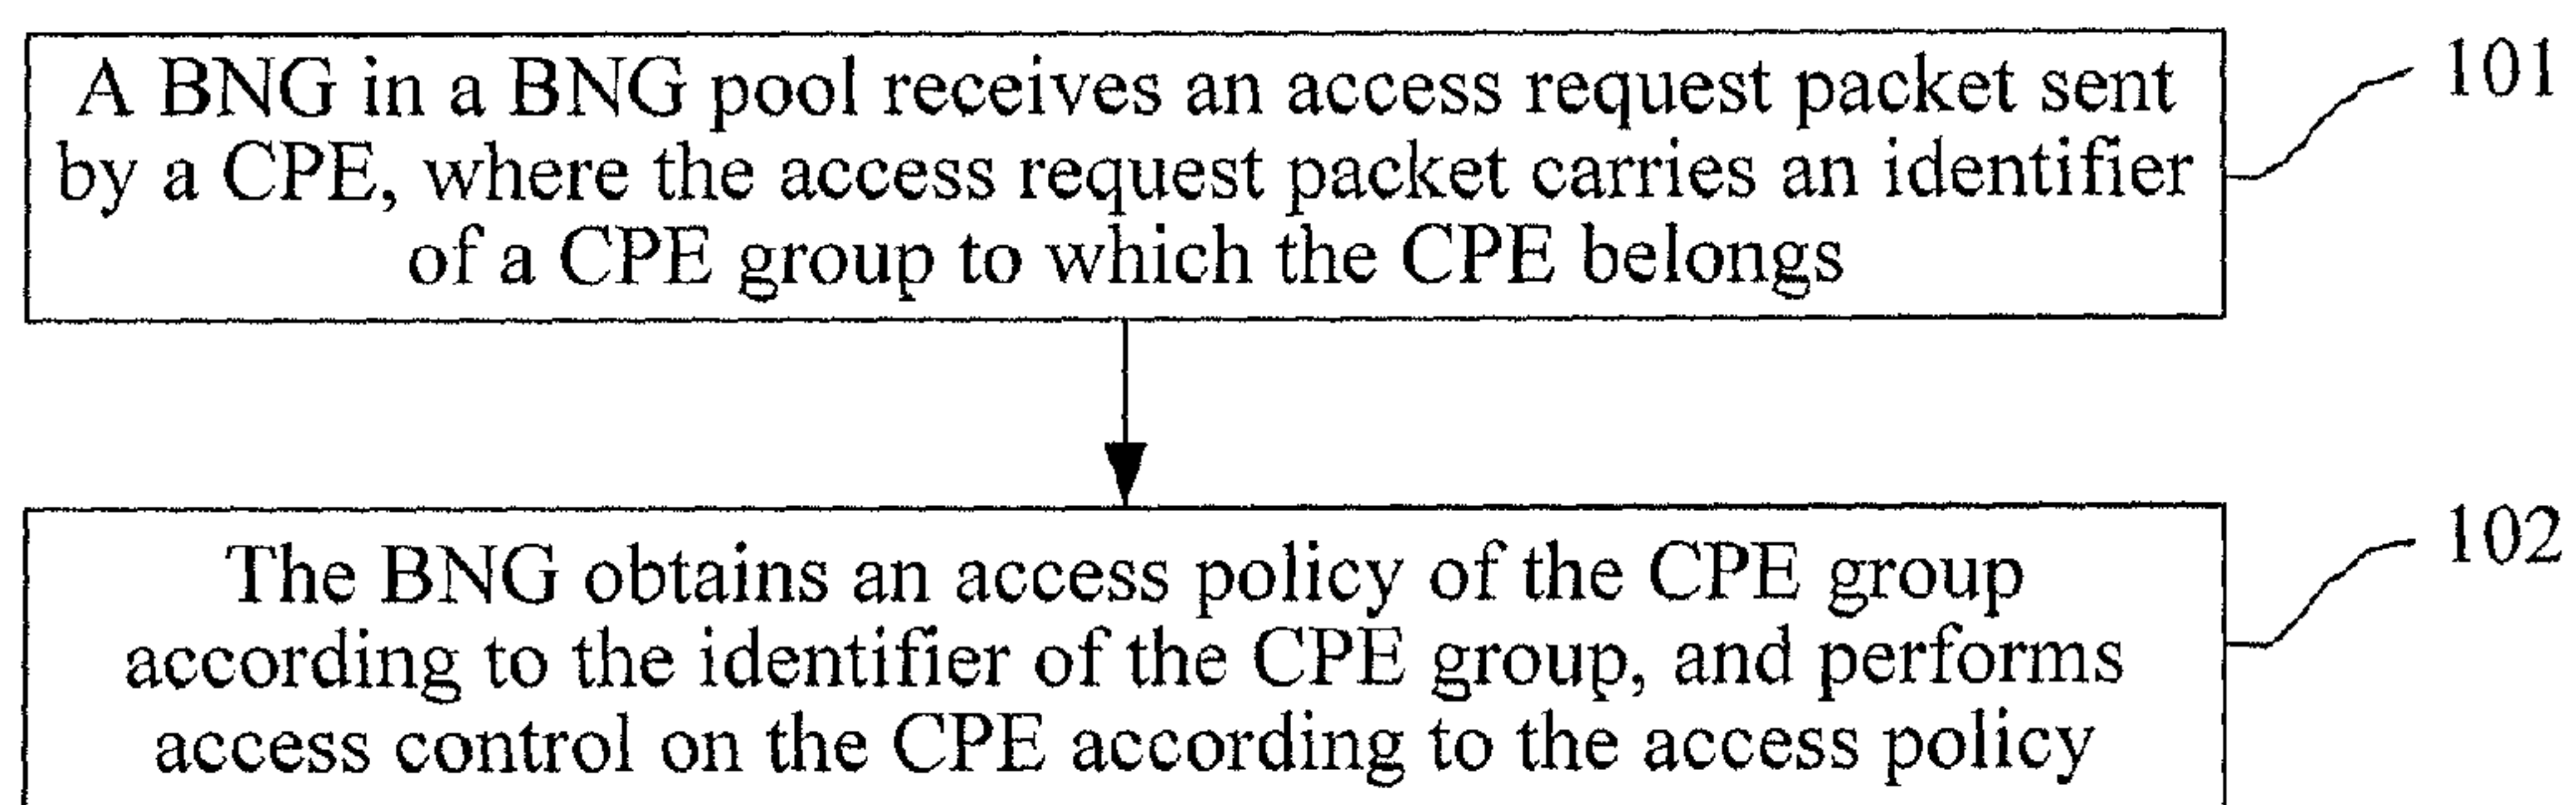 A BNG in a BNG pool receives an access request packet sent
by a CPE, where the access request packet carries an identifier
of a CPE group to which the CPE belongs
101
The BNG obtains an access policy of the CPE group
according to the identifier of the CPE group, and performs
access control on the CPE according to the access policy
102